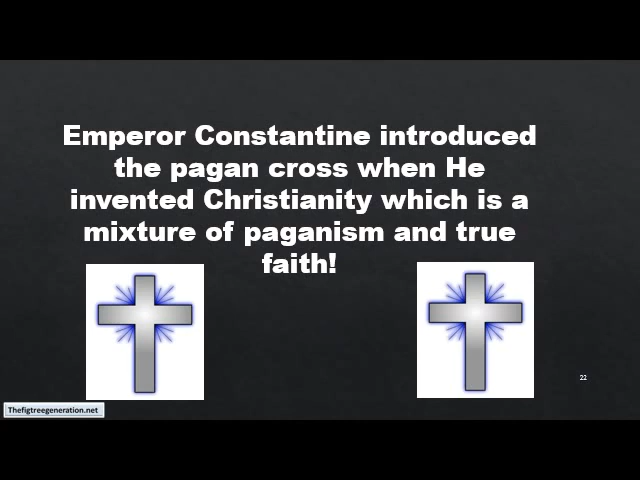 Emperor Constantine introduced
the pagan cross when He
invented Christianity which is a
mixture of paganism and true
faith!
22
Thefigtreegeneration.net